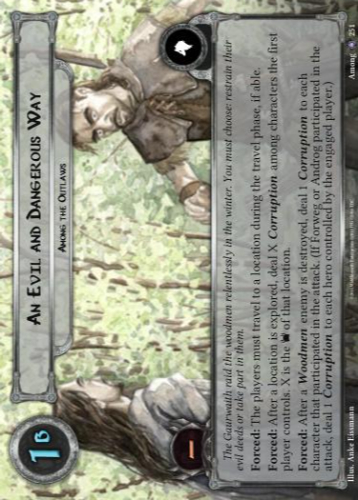 1B
AN EVIL AND DANGEROUS WAY
AMONG THE OUTLAWS
The Gaurwaith raid the woodmen relentlessly in the winter. You must choose: restrain their
evil deeds or take part in them.
Forced: The players must travel to a location during the travel phase, if able.
Forced: After a location is explored, deal X Corruption among characters the first
player controls. X is the of that location.
Forced: After a Woodmen enemy is destroyed, deal 1 Corruption to each
character that participated in the attack. (If Forweg or Androg participated in the
attack, deal 1 Corruption to each hero controlled by the engaged player.)
Illus. Anke Eissmann
Among 251